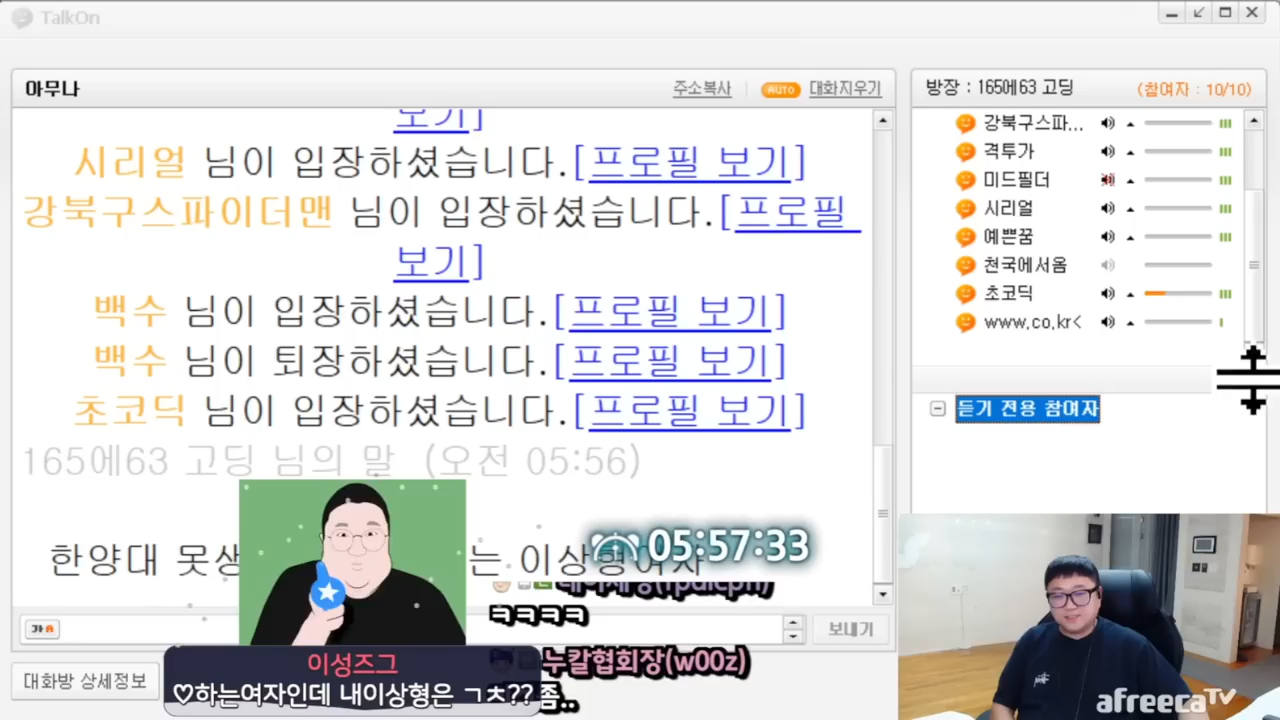 TalkOn
아무나
주소복사
AUTO
대화지우기
보기]
시리얼 님이 입장하셨습니다.[프로필 보기]
강북구스파이더맨 님이 입장하셨습니다.[프로필
보기]
백수 님이 입장하셨습니다.[프로필 보기]
백수 님이 퇴장하셨습니다.[프로필 보기]
초코딕 님이 입장하셨습니다.[프로필 보기]
165에63 고딩 님의 말 (오전 05:56)
한양대 못생 는 이상형여자
05:57:33
ㅋㅋㅋㅋ
누칼협회장(w00z)
좀..
이성즈그
♡하는여자인데 내이상형은 ㄱㅊ??
가
보내기
대화방 상세정보
방장 : 165에63 고딩
(참여자 : 10/10)
강북구스파...
격투가
미드필더
시리얼
예쁜꿈
천국에서옴
초코딕
www.co.kr<
듣기 전용 참여자
afreecaTV